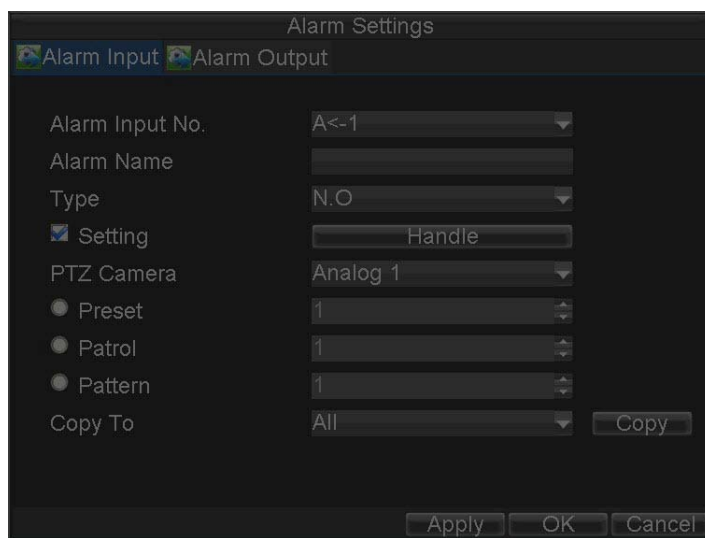 Alarm Settings
Alarm Input Alarm Output
Alarm Input No. A<-1
Alarm Name
Type N.O
Setting Handle
PTZ Camera Analog 1
Preset 1
Patrol 1
Pattern 1
Copy To All Copy
Apply OK Cancel